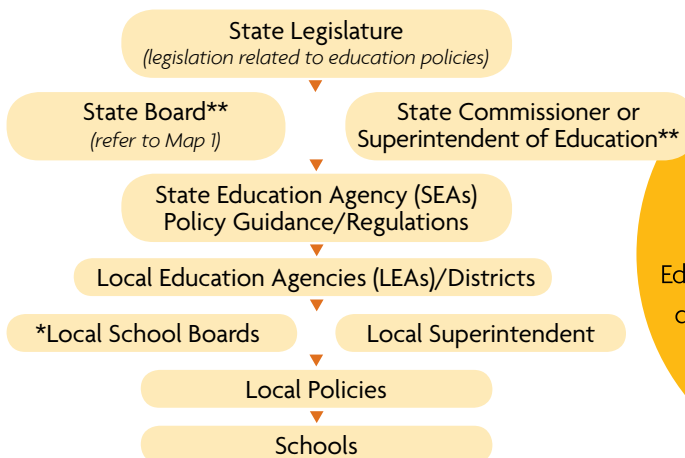 State Legislature
(legislation related to education policies)
State Board**
(refer to Map 1)
State Commissioner or
Superintendent of Education**
State Education Agency (SEAs)
Policy Guidance/Regulations
Local Education Agencies (LEAs)/Districts
*Local School Boards
Local Superintendent
Local Policies
Schools